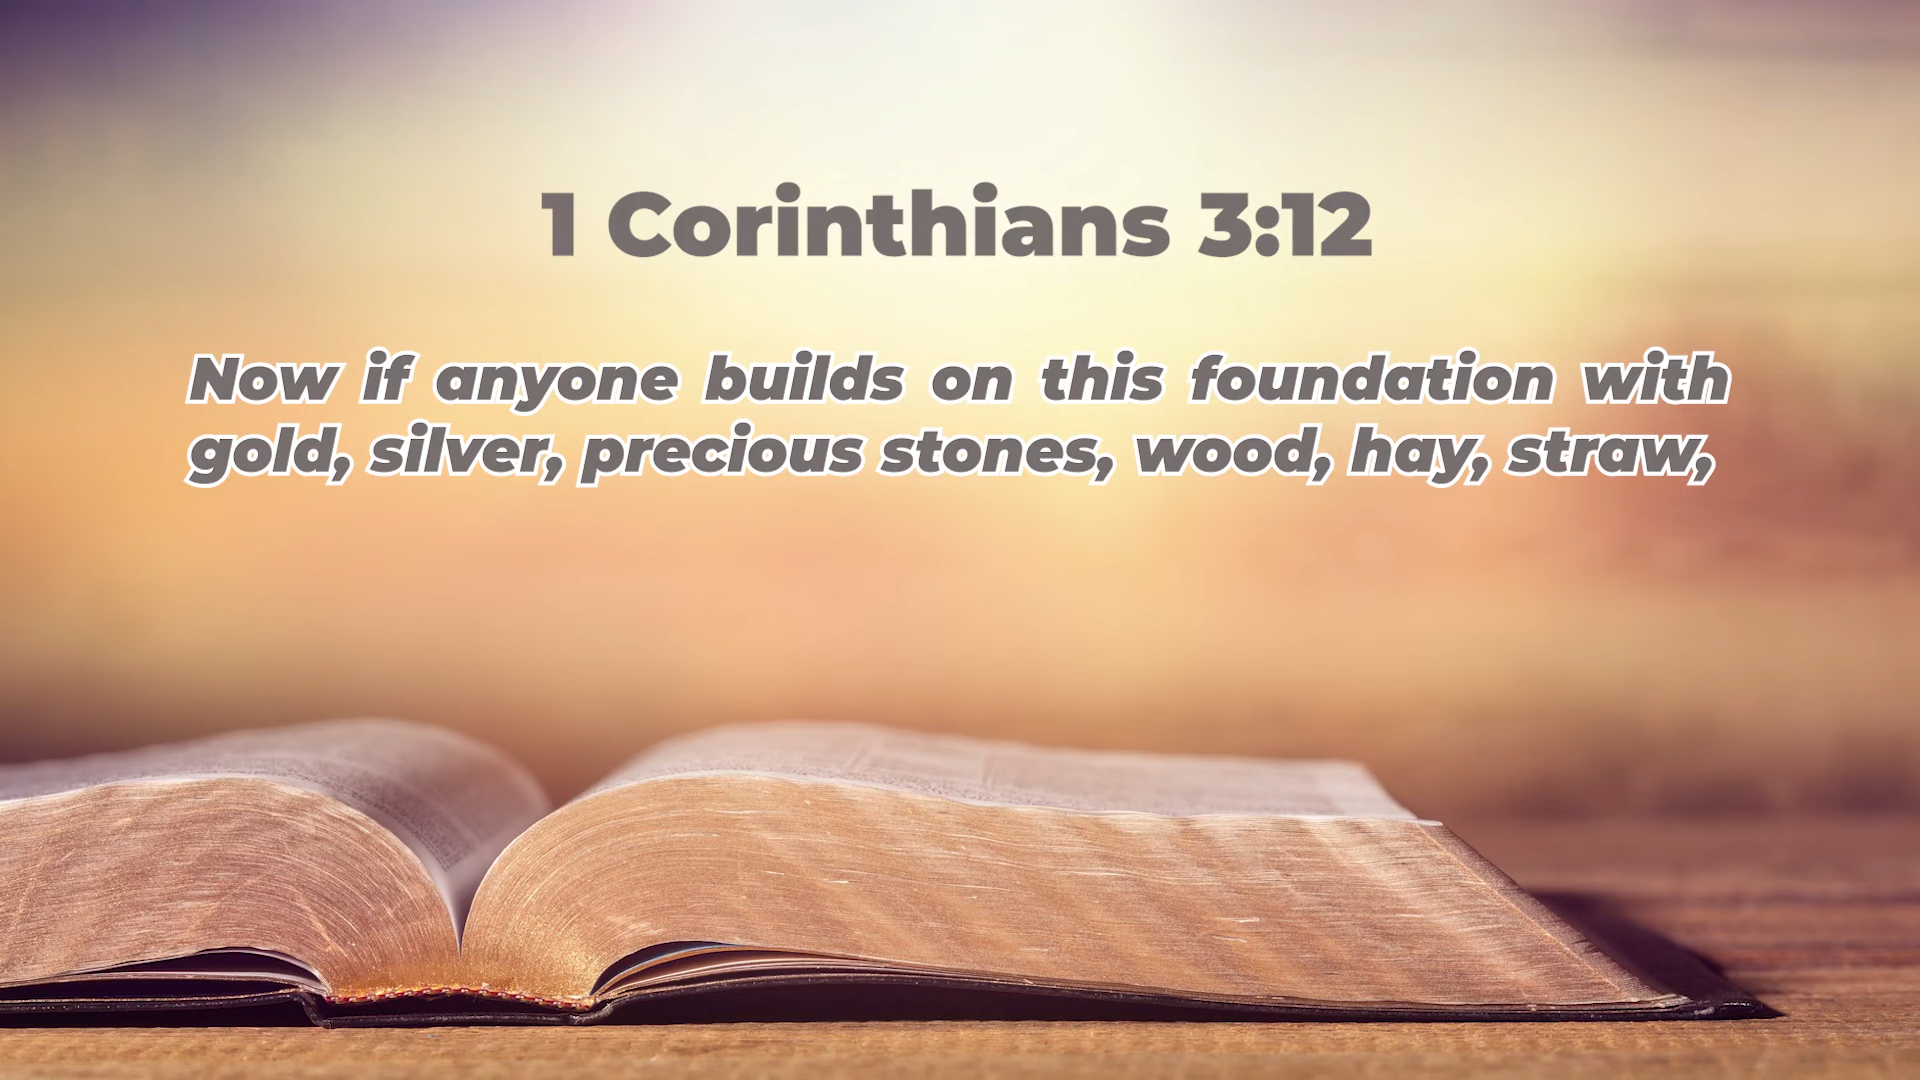 1 Corinthians 3:12
Now if anyone builds on this foundation with
gold, silver, precious stones, wood, hay, straw,